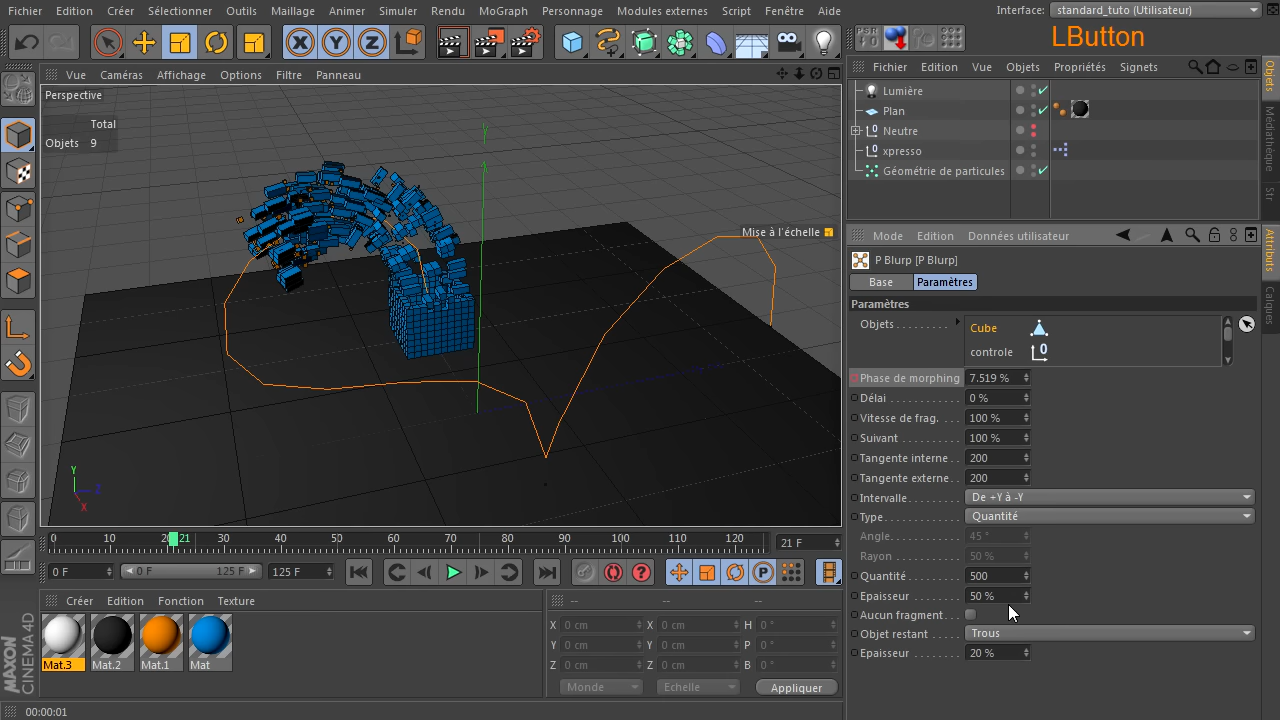 Fichier Edition Créer Sélectionner Outils Maillage Animer Simuler Rendu MoGraph Personnage Modules externes Script Fenêtre Aide Interface: standard_tuto (Utilisateur)
LButton
PSR
Vue Caméras Affichage Options Filtre Panneau
Fichier Edition Vue Objets Propriétés Signets
Perspective
Total
Objets 9
Lumière
Plan
Neutre
xpresso
Géométrie de particules
Objets
Médiathèque
Str
Y
Mise à l'échelle
Mode Edition Données utilisateur
Attributs
Calques
P Blurp [P Blurp]
Base Paramètres
Paramètres
Objets
Cube
controle
Phase de morphing 7.519 %
Délai 0 %
Vitesse de frag. 100 %
Suivant 100 %
Tangente interne 200
Tangente externe 200
Intervalle De +Y à -Y
Type Quantité
Angle 45 °
Rayon 50 %
Quantité 500
Epaisseur 50 %
Aucun fragment
Objet restant Trous
Epaisseur 20 %
Y
Z
X
0 10 20 21 30 40 50 60 70 80 90 100 110 120 21 F
0 F 0 F 125 F 125 F
Créer Edition Fonction Texture
-- -- --
X 0 cm X 0 cm H 0 °
Y 0 cm Y 0 cm P 0 °
Z 0 cm Z 0 cm B 0 °
Monde Echelle Appliquer
Mat.3 Mat.2 Mat.1 Mat
MAXON CINEMA 4D
00:00:01